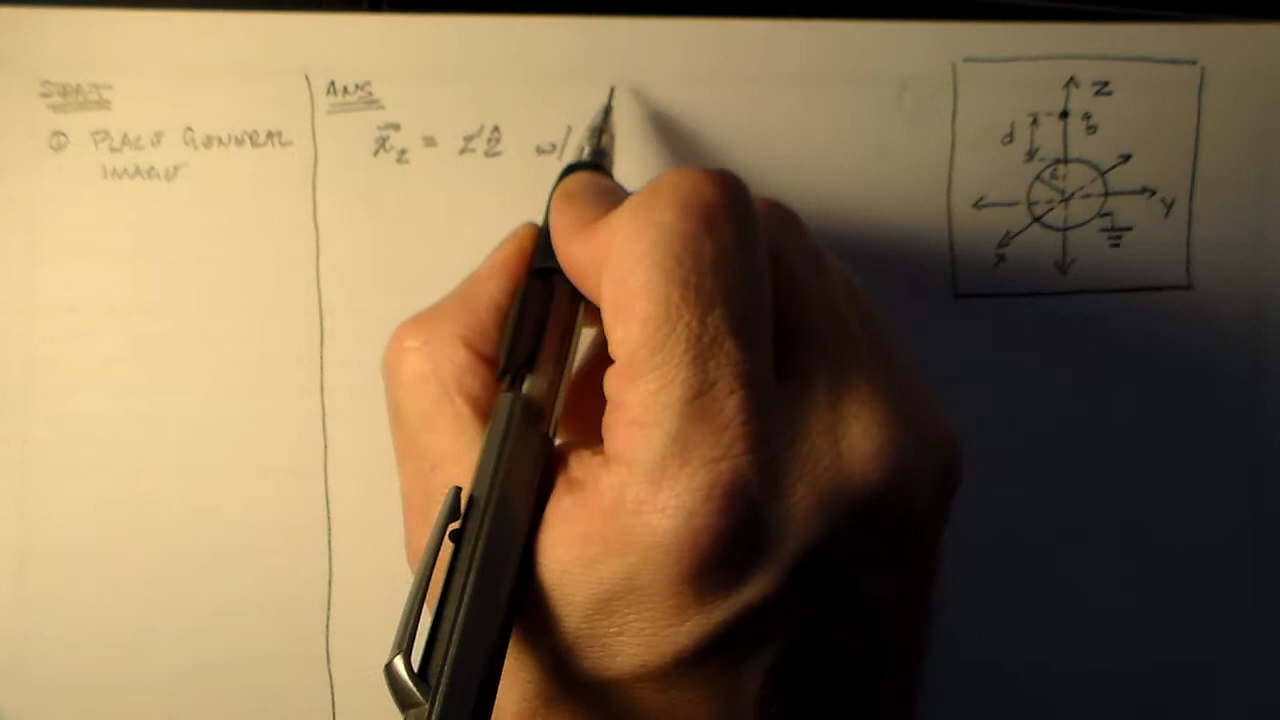 STRAT
① PLACE GENERAL
IMAGE
ANS
x̄₂ = z'ẑ w/
z
q
d
R
y
x